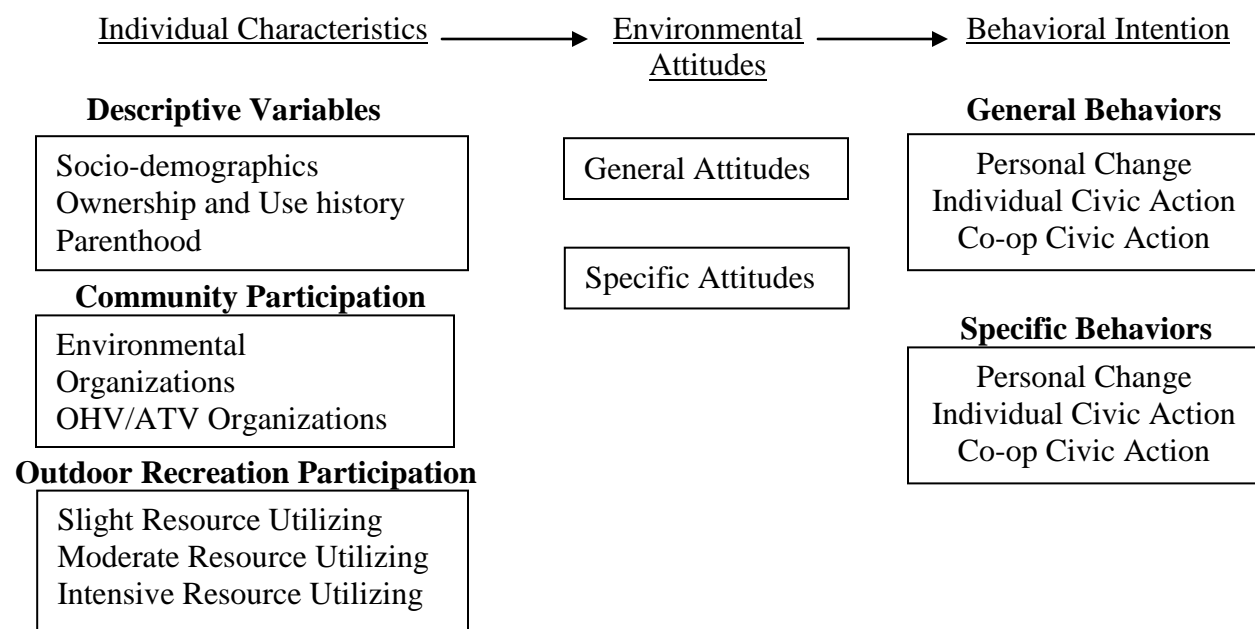 Individual Characteristics
Environmental
Attitudes
Behavioral Intention
Descriptive Variables
Socio-demographics
Ownership and Use history
Parenthood
Community Participation
Environmental
Organizations
OHV/ATV Organizations
Outdoor Recreation Participation
Slight Resource Utilizing
Moderate Resource Utilizing
Intensive Resource Utilizing
General Attitudes
Specific Attitudes
General Behaviors
Personal Change
Individual Civic Action
Co-op Civic Action
Specific Behaviors
Personal Change
Individual Civic Action
Co-op Civic Action